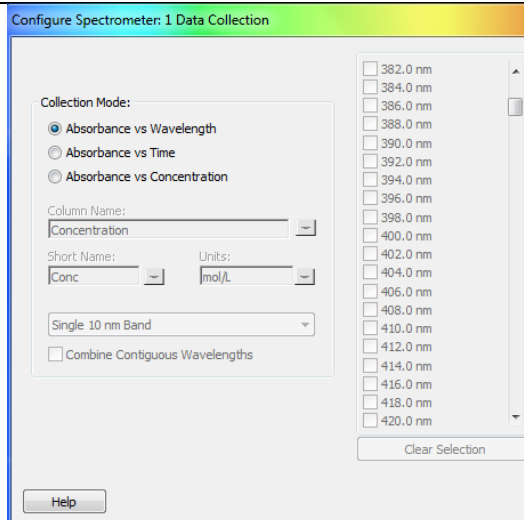 Configure Spectrometer: 1 Data Collection
Collection Mode:
Absorbance vs Wavelength
Absorbance vs Time
Absorbance vs Concentration
Column Name:
Concentration
Short Name: Units:
Conc mol/L
Single 10 nm Band
Combine Contiguous Wavelengths
382.0 nm
384.0 nm
386.0 nm
388.0 nm
390.0 nm
392.0 nm
394.0 nm
396.0 nm
398.0 nm
400.0 nm
402.0 nm
404.0 nm
406.0 nm
408.0 nm
410.0 nm
412.0 nm
414.0 nm
416.0 nm
418.0 nm
420.0 nm
Clear Selection
Help